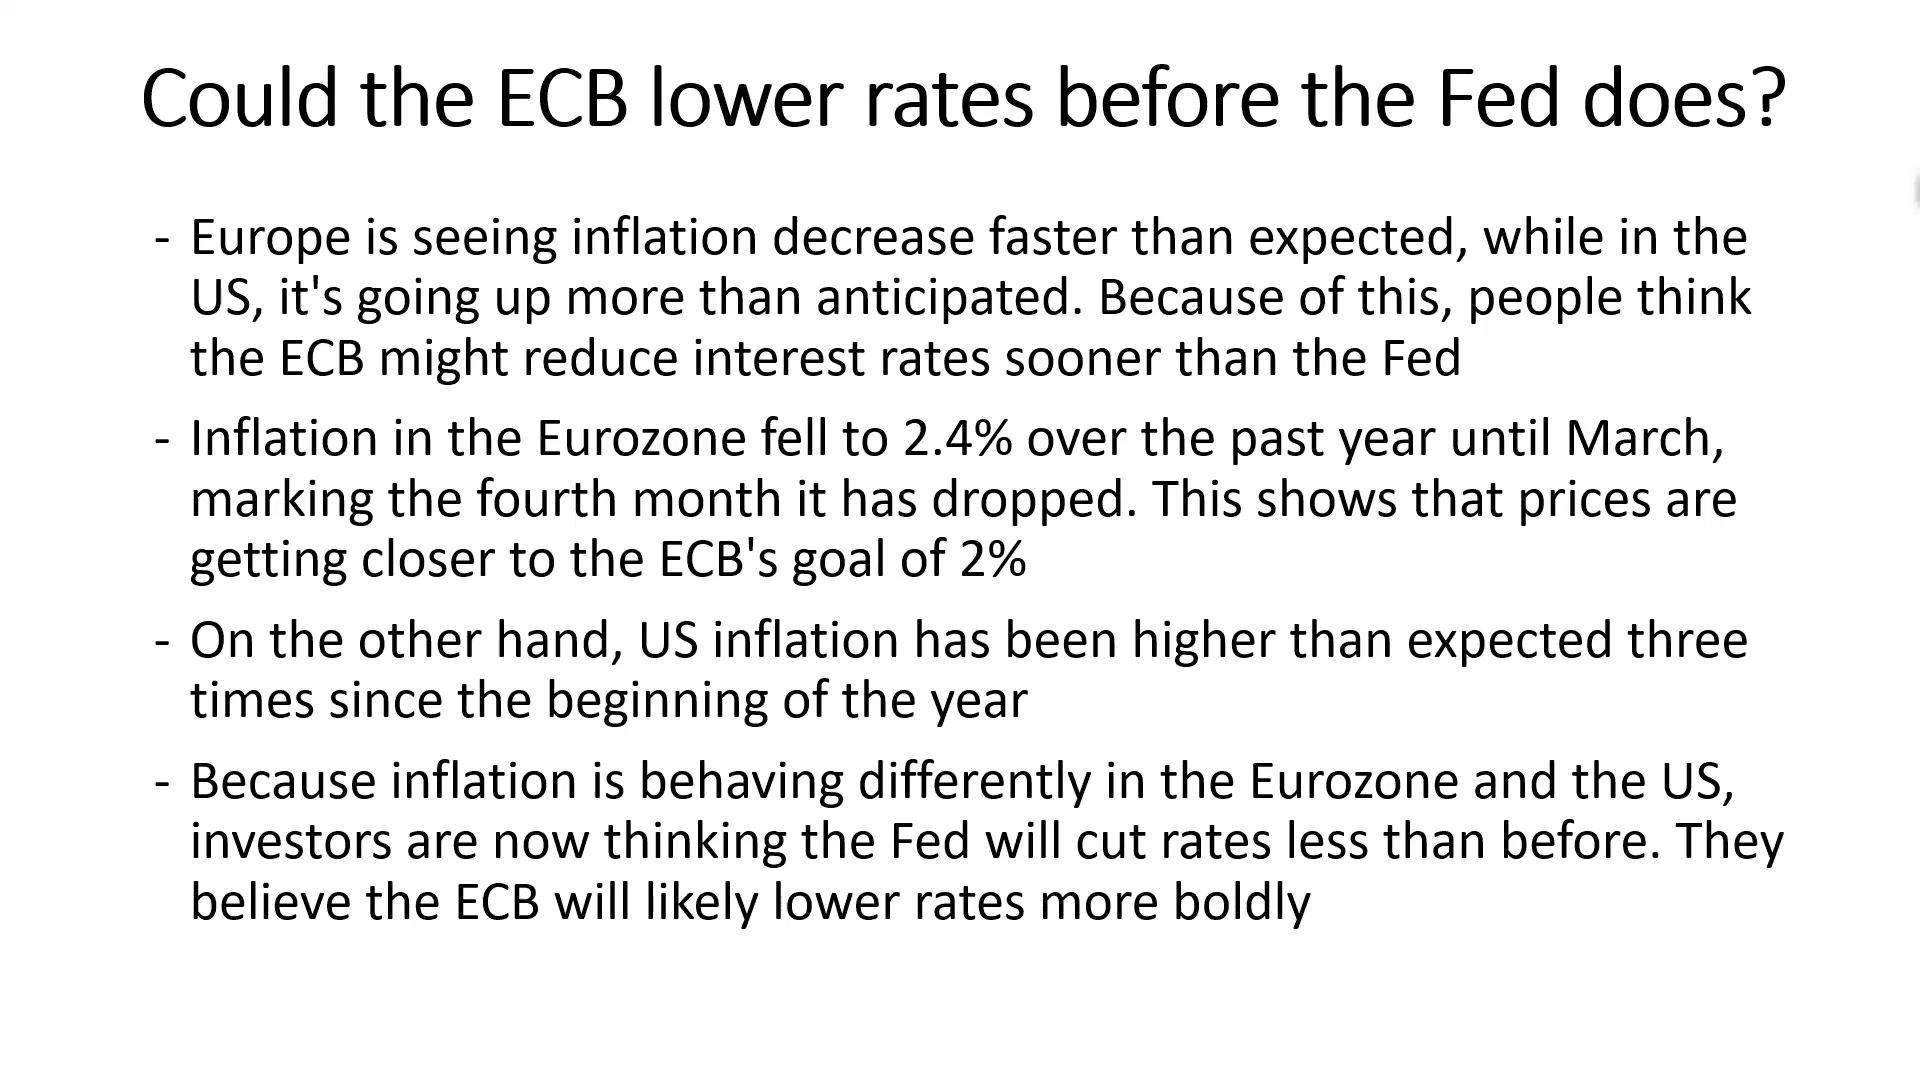 Could the ECB lower rates before the Fed does?
- Europe is seeing inflation decrease faster than expected, while in the
US, it's going up more than anticipated. Because of this, people think
the ECB might reduce interest rates sooner than the Fed
- Inflation in the Eurozone fell to 2.4% over the past year until March,
marking the fourth month it has dropped. This shows that prices are
getting closer to the ECB's goal of 2%
- On the other hand, US inflation has been higher than expected three
times since the beginning of the year
- Because inflation is behaving differently in the Eurozone and the US,
investors are now thinking the Fed will cut rates less than before. They
believe the ECB will likely lower rates more boldly